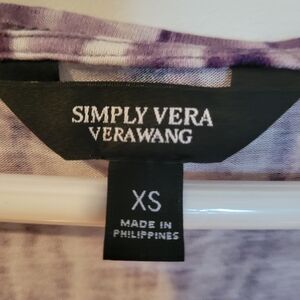 SIMPLY VERA
VERAWANG
XS
MADE IN
PHILIPPINES